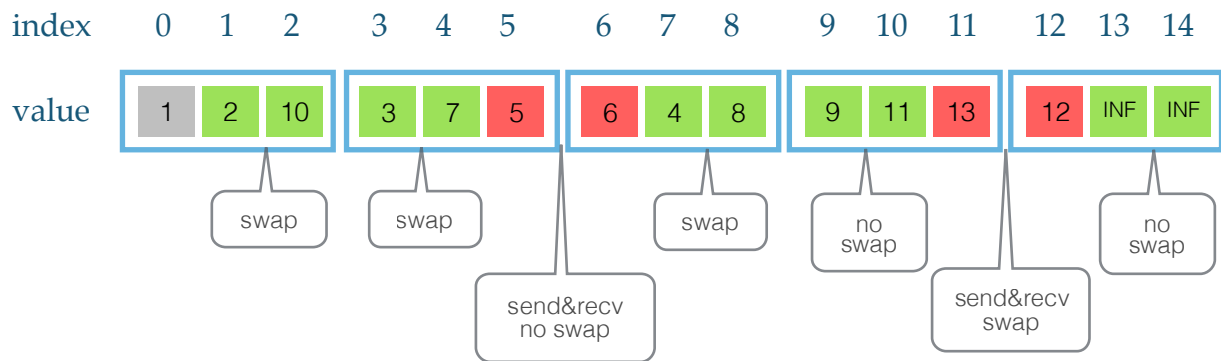 index 0 1 2 3 4 5 6 7 8 9 10 11 12 13 14
value 1 2 10 3 7 5 6 4 8 9 11 13 12 INF INF
swap
swap
send&recv
no swap
swap
no
swap
send&recv
swap
no
swap